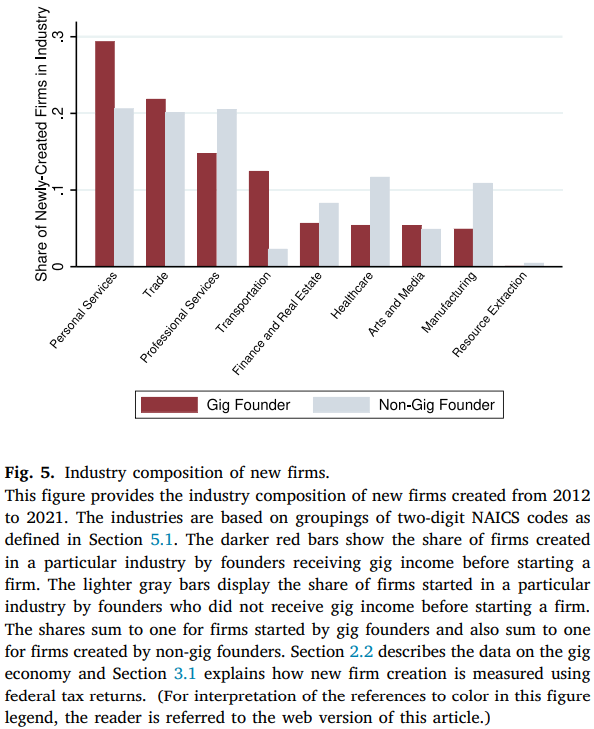 Share of Newly-Created Firms in Industry
.3
.2
.1
0
Personal Services
Trade
Professional Services
Transportation
Finance and Real Estate
Healthcare
Arts and Media
Manufacturing
Resource Extraction
Gig Founder
Non-Gig Founder
Fig. 5. Industry composition of new firms.
This figure provides the industry composition of new firms created from 2012
to 2021. The industries are based on groupings of two-digit NAICS codes as
defined in Section 5.1. The darker red bars show the share of firms created
in a particular industry by founders receiving gig income before starting a
firm. The lighter gray bars display the share of firms started in a particular
industry by founders who did not receive gig income before starting a firm.
The shares sum to one for firms started by gig founders and also sum to one
for firms created by non-gig founders. Section 2.2 describes the data on the gig
economy and Section 3.1 explains how new firm creation is measured using
federal tax returns. (For interpretation of the references to color in this figure
legend, the reader is referred to the web version of this article.)